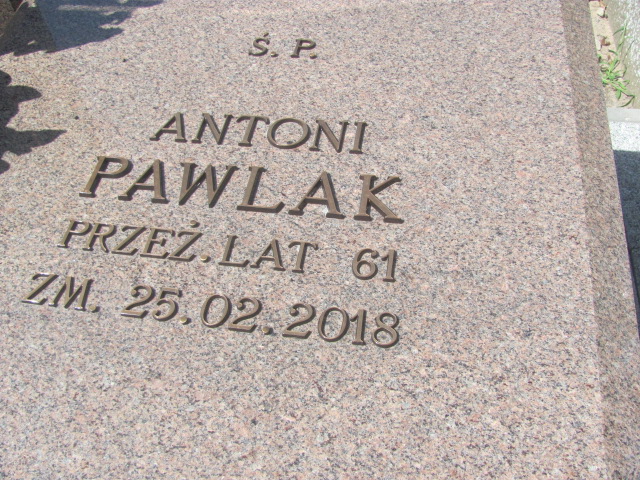 Ś. P.
ANTONI
PAWLAK
PRZEŻ. LAT 61
ZM. 25.02.2018